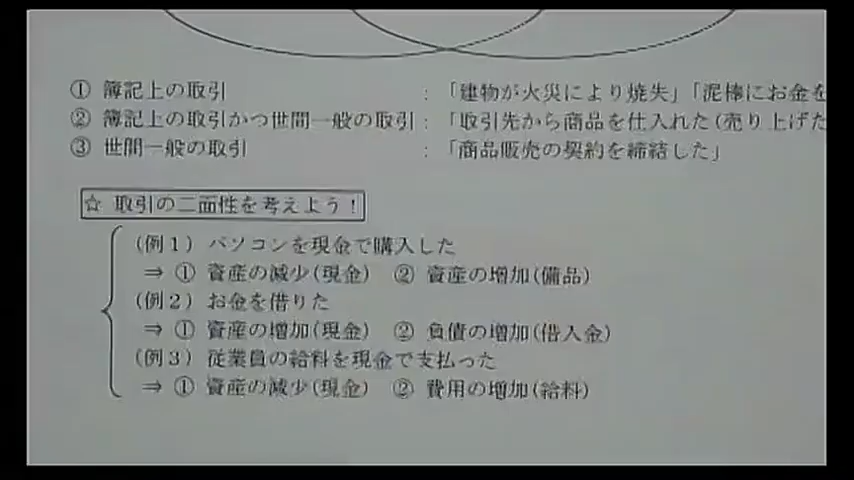 ① 簿記上の取引 : 「建物が火災により焼失」「泥棒にお金を
② 簿記上の取引かつ世間一般の取引 : 「取引先から商品を仕入れた(売り上げた
③ 世間一般の取引 : 「商品販売の契約を締結した」
☆ 取引の二面性を考えよう!
(例1) パソコンを現金で購入した
⇒ ① 資産の減少(現金) ② 資産の増加(備品)
(例2) お金を借りた
⇒ ① 資産の増加(現金) ② 負債の増加(借入金)
(例3) 従業員の給料を現金で支払った
⇒ ① 資産の減少(現金) ② 費用の増加(給料)